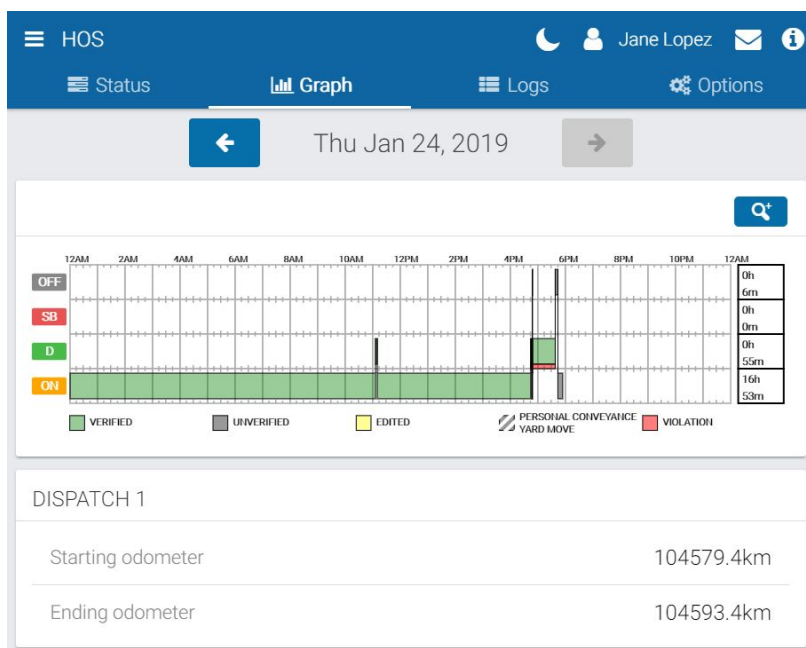 HOS Jane Lopez
Status Graph Logs Options
Thu Jan 24, 2019
12AM 2AM 4AM 6AM 8AM 10AM 12PM 2PM 4PM 6PM 8PM 10PM 12AM
OFF 0h
6m
SB 0h
0m
D 0h
55m
ON 16h
53m
VERIFIED UNVERIFIED EDITED PERSONAL CONVEYANCE VIOLATION
YARD MOVE
DISPATCH 1
Starting odometer 104579.4km
Ending odometer 104593.4km